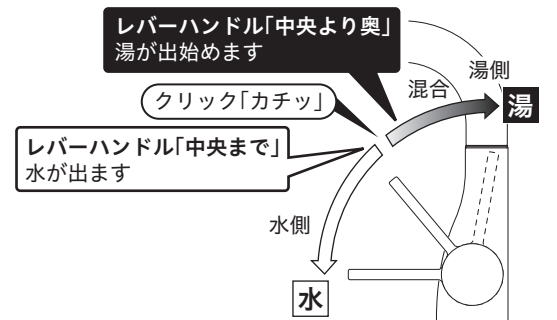 レバーハンドル「中央より奥」
湯が出始めます
湯側
混合
湯
クリック「カチッ」
レバーハンドル「中央まで」
水が出ます
水側
水